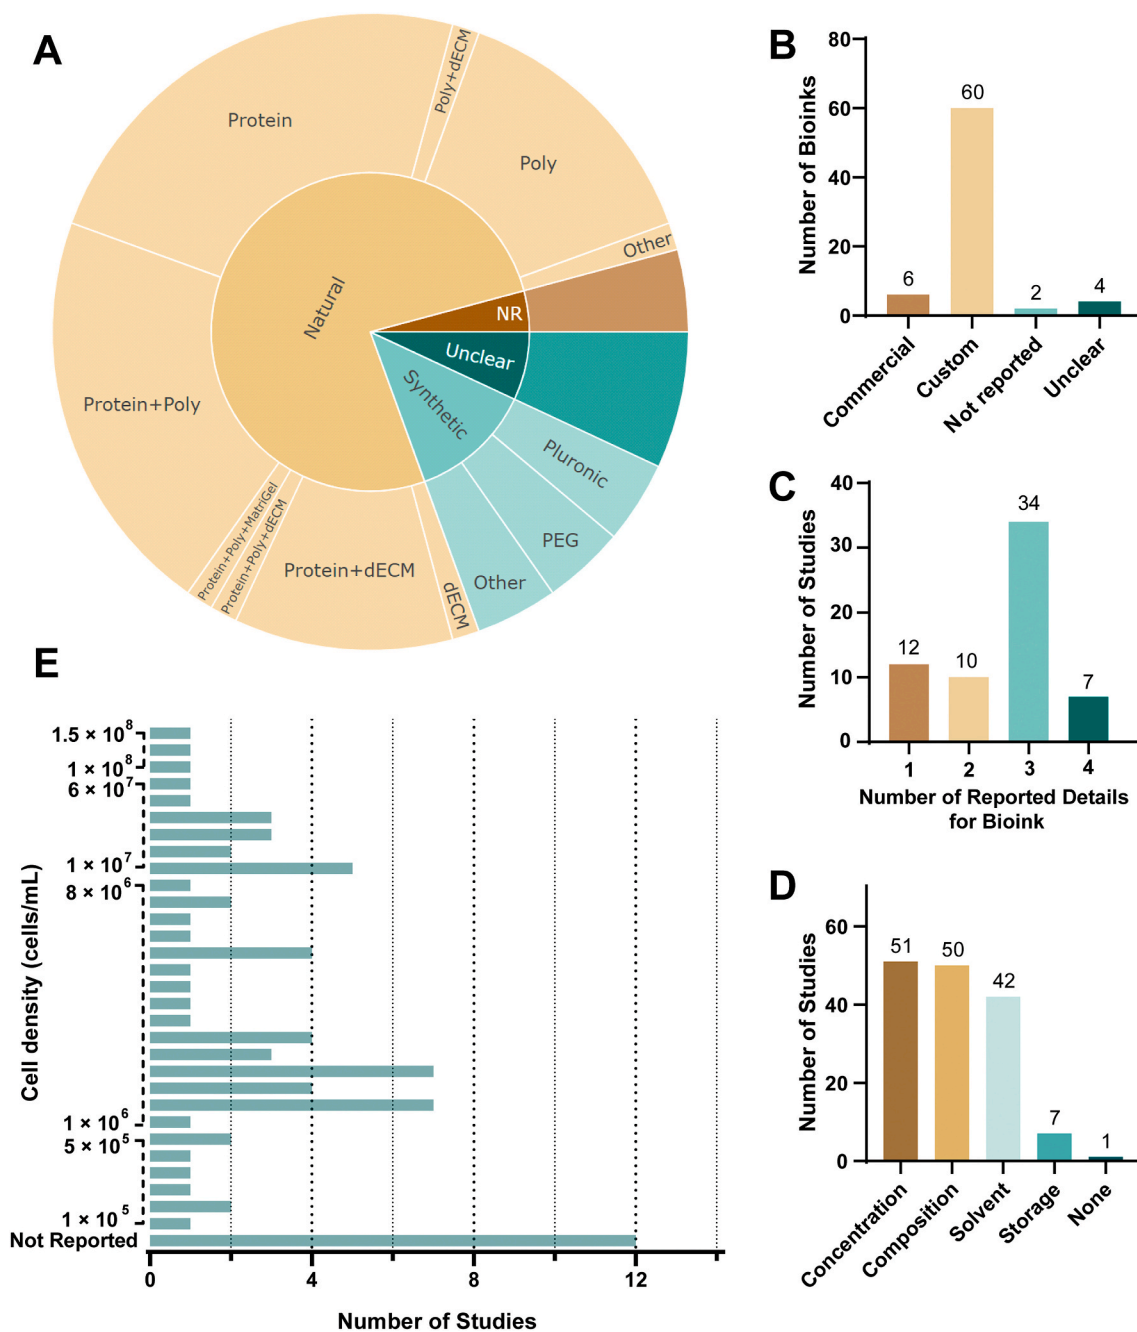 A
Protein
Poly+dECM
Poly
Other
Natural
NR
Unclear
Synthetic
Pluronic
PEG
Other
dECM
Protein+dECM
Protein+Poly+dECM
Protein+Poly+MatriGel
Protein+Poly
B
Number of Bioinks
80
60
40
20
0
6
60
2
4
Commercial
Custom
Not reported
Unclear
C
Number of Studies
40
30
20
10
0
12
10
34
7
1
2
3
4
Number of Reported Details
for Bioink
D
Number of Studies
60
40
20
0
51
50
42
7
1
Concentration
Composition
Solvent
Storage
None
E
Cell density (cells/mL)
1.5 × 10⁸
1 × 10⁸
6 × 10⁷
1 × 10⁷
8 × 10⁶
1 × 10⁶
5 × 10⁵
1 × 10⁵
Not Reported
0
4
8
12
Number of Studies